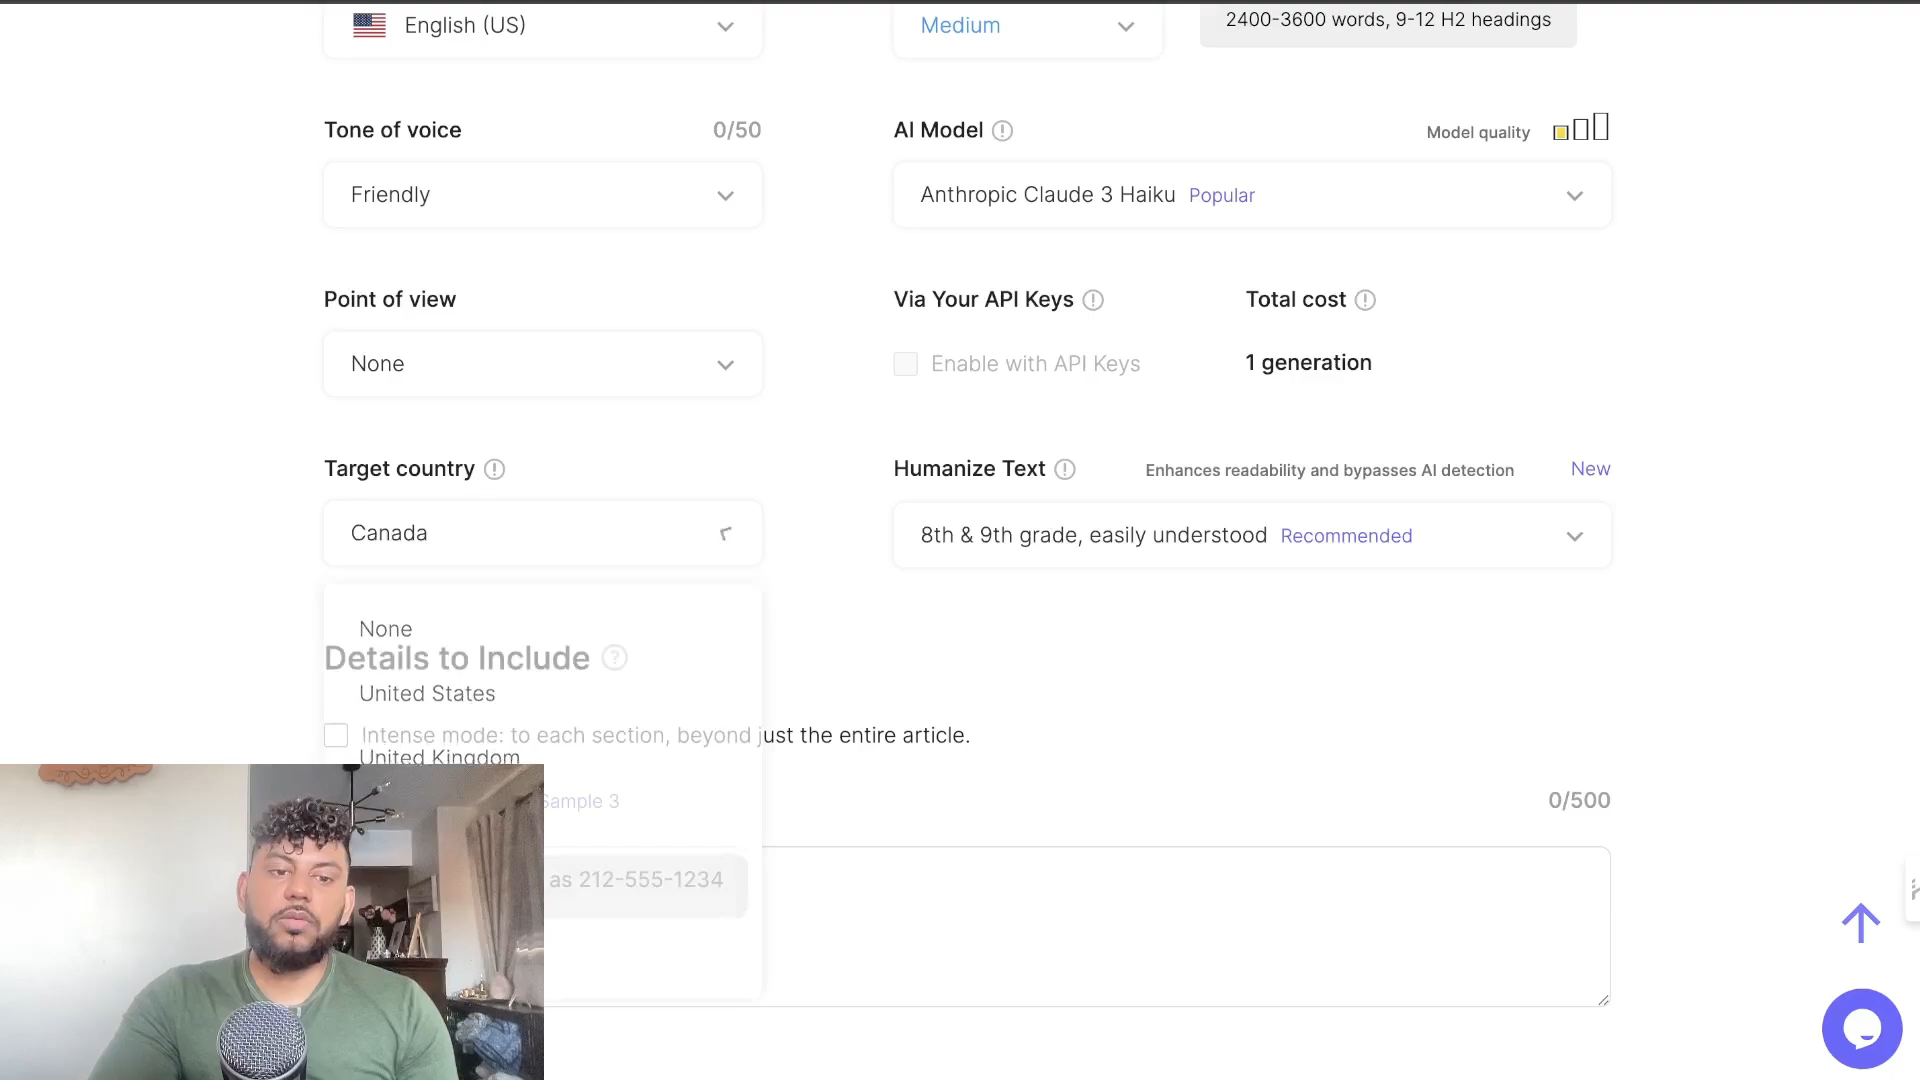 English (US)
Medium
2400-3600 words, 9-12 H2 headings
Tone of voice
0/50
AI Model
Model quality
Friendly
Anthropic Claude 3 Haiku Popular
Point of view
Via Your API Keys
Total cost
None
Enable with API Keys
1 generation
Target country
Humanize Text
Enhances readability and bypasses AI detection
New
Canada
8th & 9th grade, easily understood Recommended
None
Details to Include
United States
Intense mode: to each section, beyond just the entire article.
United Kingdom
Sample 3
0/500
as 212-555-1234